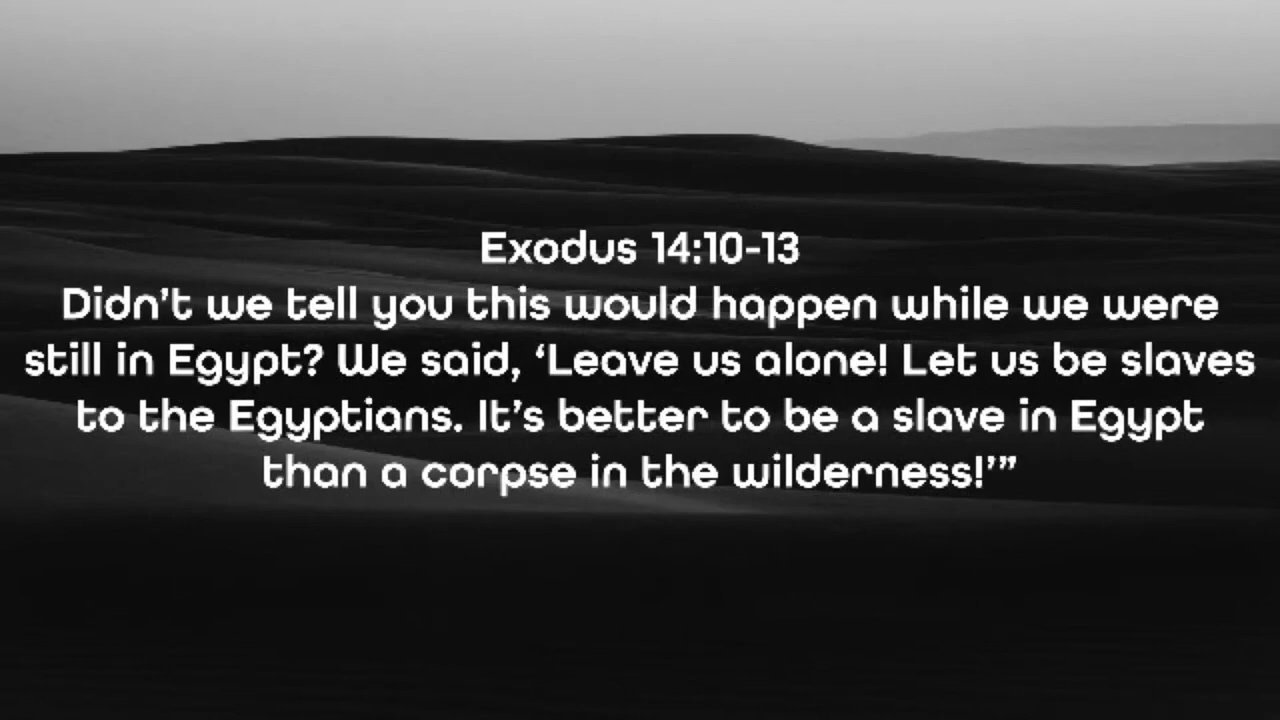 Exodus 14:10-13
Didn’t we tell you this would happen while we were
still in Egypt? We said, ‘Leave us alone! Let us be slaves
to the Egyptians. It’s better to be a slave in Egypt
than a corpse in the wilderness!’”